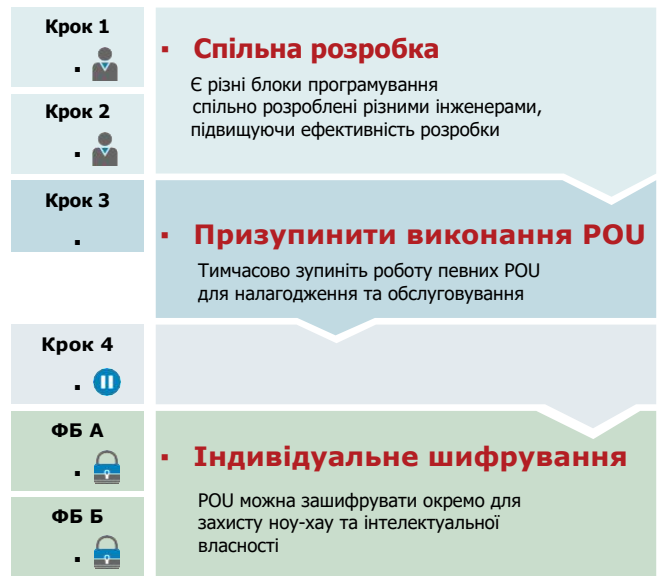 Крок 1
▪ Спільна розробка
Є різні блоки програмування
спільно розроблені різними інженерами,
підвищуючи ефективність розробки
Крок 2
Крок 3
▪ Призупинити виконання POU
Тимчасово зупиніть роботу певних POU
для налагодження та обслуговування
Крок 4
ФБ А
▪ Індивідуальне шифрування
POU можна зашифрувати окремо для
захисту ноу-хау та інтелектуальної
власності
ФБ Б